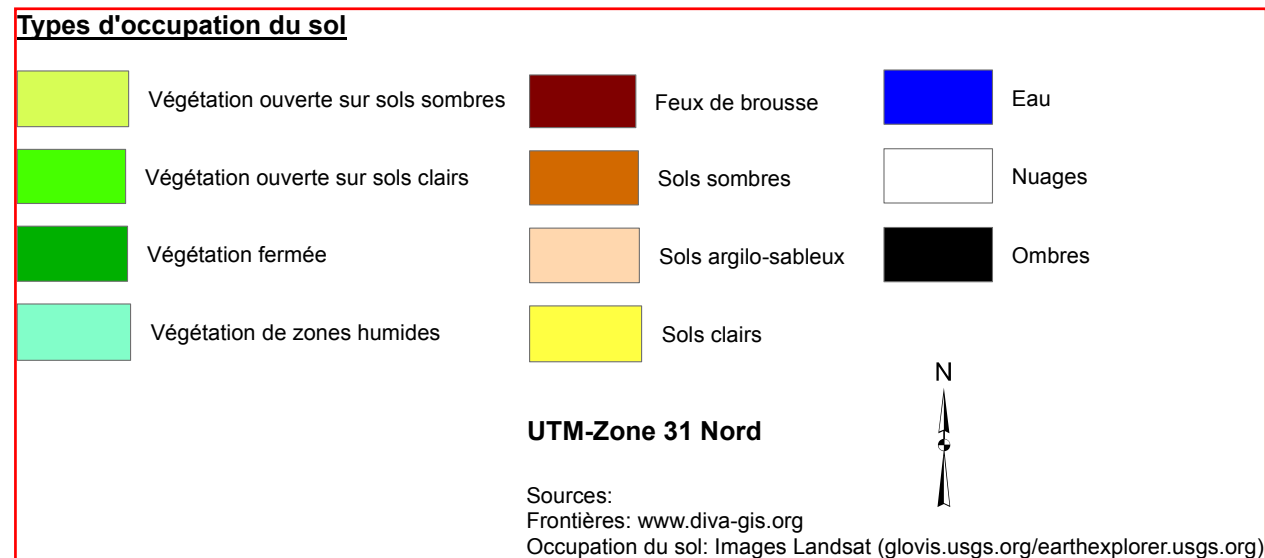 Types d'occupation du sol
Végétation ouverte sur sols sombres
Végétation ouverte sur sols clairs
Végétation fermée
Végétation de zones humides
Feux de brousse
Sols sombres
Sols argilo-sableux
Sols clairs
Eau
Nuages
Ombres
N
UTM-Zone 31 Nord
Sources:
Frontières: www.diva-gis.org
Occupation du sol: Images Landsat (glovis.usgs.org/earthexplorer.usgs.org)